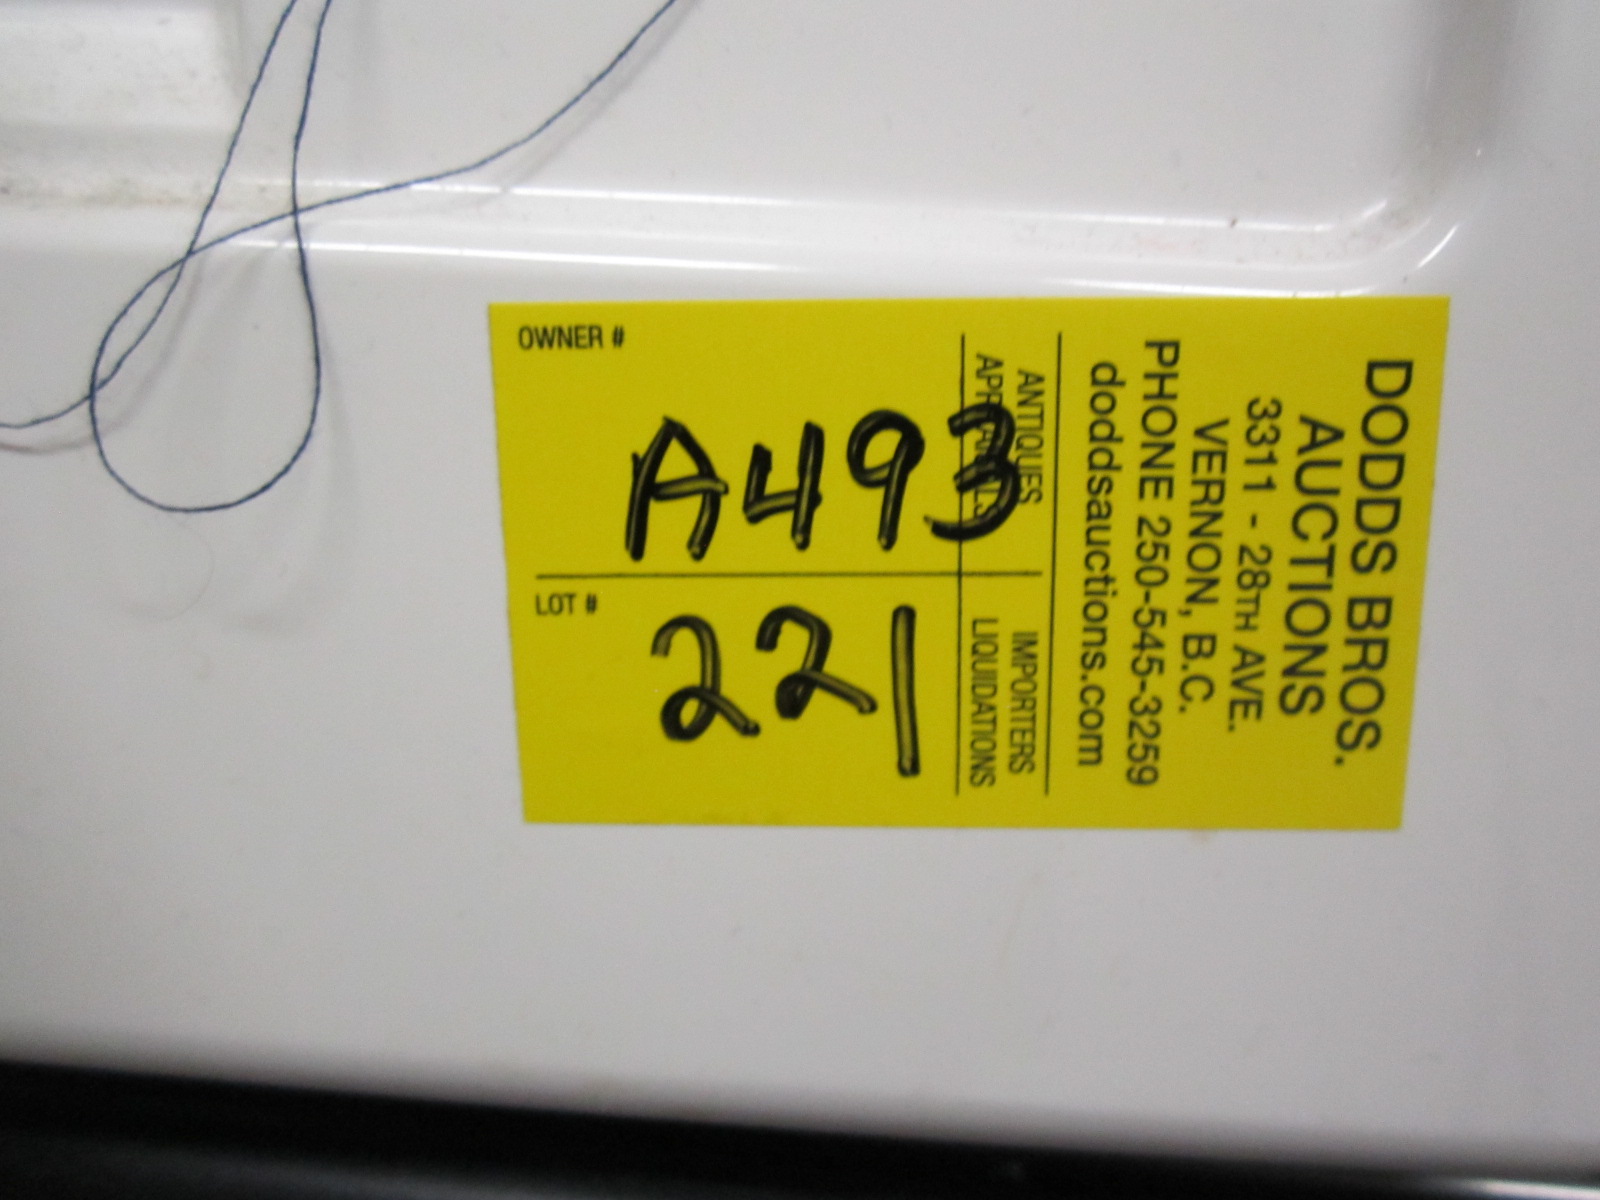 OWNER #
A493
LOT #
221
DODDS BROS.
AUCTIONS
3311 - 28TH AVE.
VERNON, B.C.
PHONE 250-545-3259
doddsauctions.com
ANTIQUES IMPORTERS
APPRAISALS LIQUIDATIONS